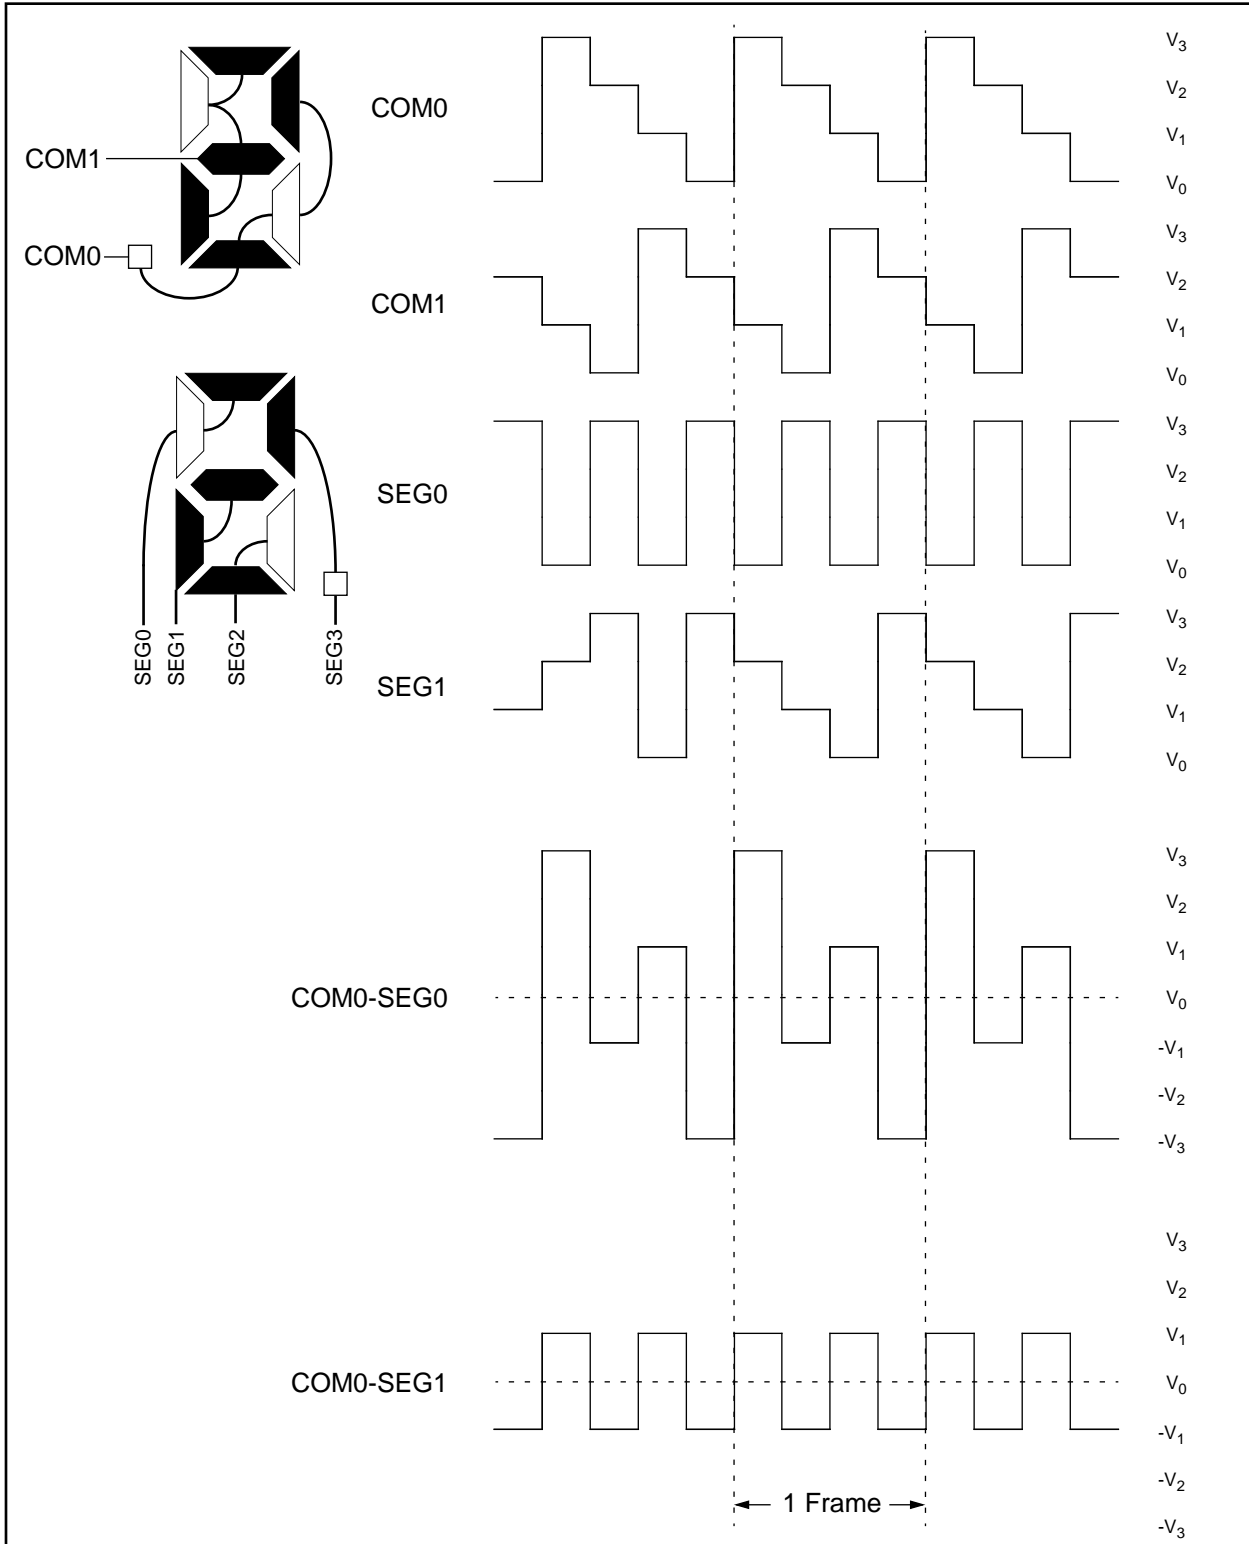 COM1
COM0
SEG0
SEG1
SEG2
SEG3
COM0
V3
V2
V1
V0
COM1
V3
V2
V1
V0
SEG0
V3
V2
V1
V0
SEG1
V3
V2
V1
V0
COM0-SEG0
V3
V2
V1
V0
-V1
-V2
-V3
COM0-SEG1
V3
V2
V1
V0
-V1
-V2
-V3
1 Frame